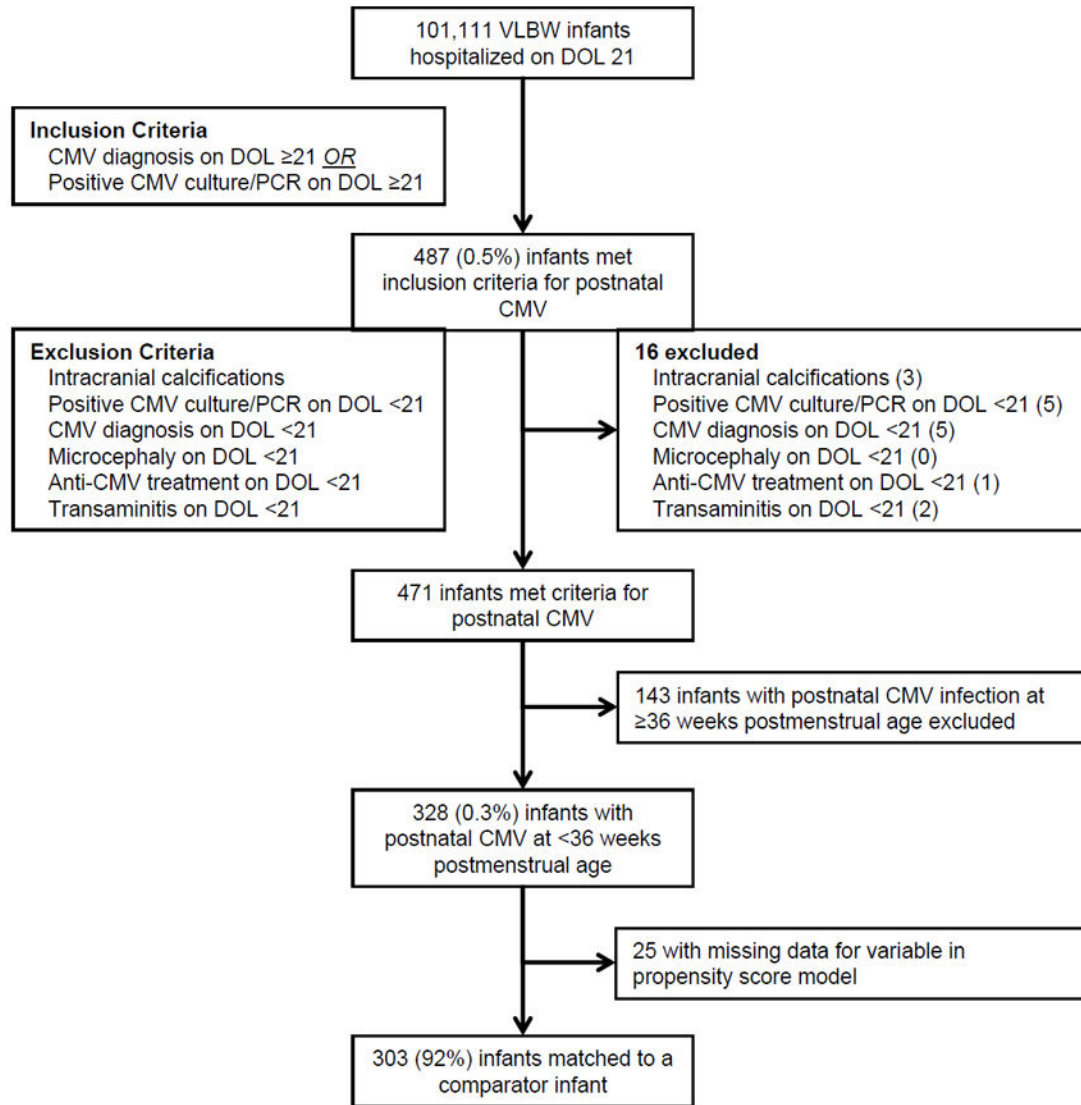 101,111 VLBW infants
hospitalized on DOL 21
Inclusion Criteria
CMV diagnosis on DOL ≥21 OR
Positive CMV culture/PCR on DOL ≥21
487 (0.5%) infants met
inclusion criteria for postnatal
CMV
Exclusion Criteria
Intracranial calcifications
Positive CMV culture/PCR on DOL <21
CMV diagnosis on DOL <21
Microcephaly on DOL <21
Anti-CMV treatment on DOL <21
Transaminitis on DOL <21
16 excluded
Intracranial calcifications (3)
Positive CMV culture/PCR on DOL <21 (5)
CMV diagnosis on DOL <21 (5)
Microcephaly on DOL <21 (0)
Anti-CMV treatment on DOL <21 (1)
Transaminitis on DOL <21 (2)
471 infants met criteria for
postnatal CMV
143 infants with postnatal CMV infection at
≥36 weeks postmenstrual age excluded
328 (0.3%) infants with
postnatal CMV at <36 weeks
postmenstrual age
25 with missing data for variable in
propensity score model
303 (92%) infants matched to a
comparator infant